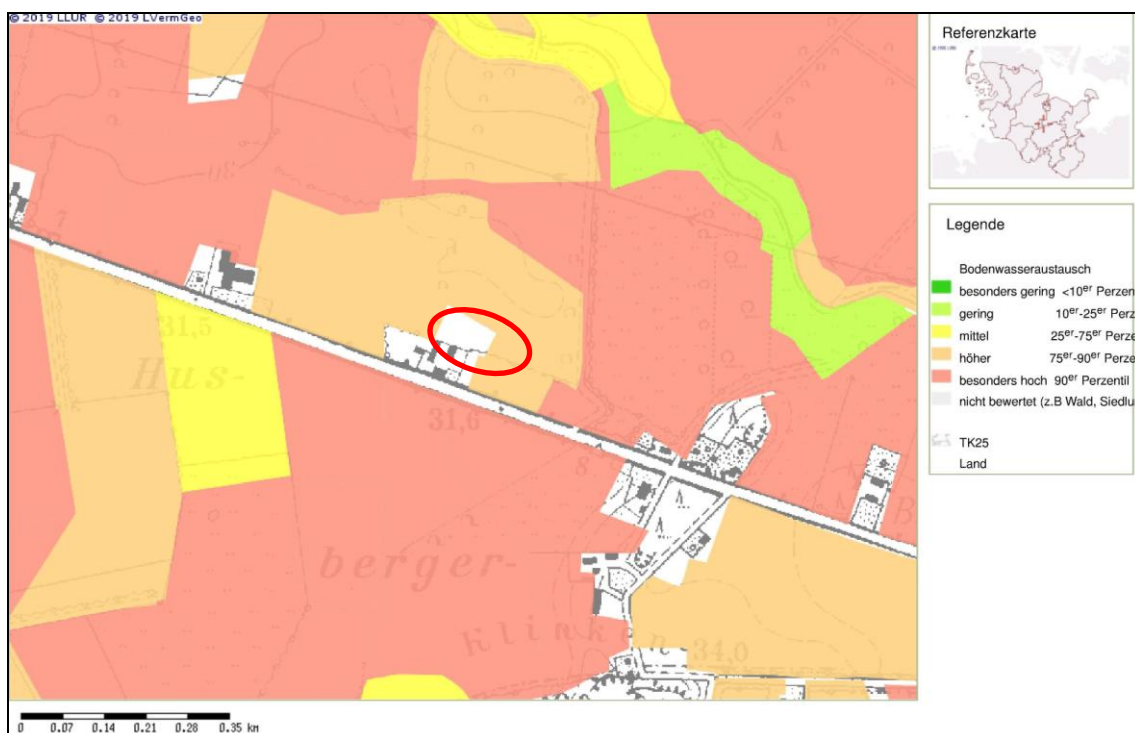 © 2019 LLUR © 2019 LVermGeo
7
31,5
Hus-
31,6
8
berger-
Klinken
34,0
B
0 0.07 0.14 0.21 0.28 0.35 km
Referenzkarte
Legende
Bodenwasseraustausch
besonders gering <10er Perzen
gering 10er-25er Perz
mittel 25er-75er Perze
höher 75er-90er Perze
besonders hoch 90er Perzentil
nicht bewertet (z.B Wald, Siedlu
TK25
Land